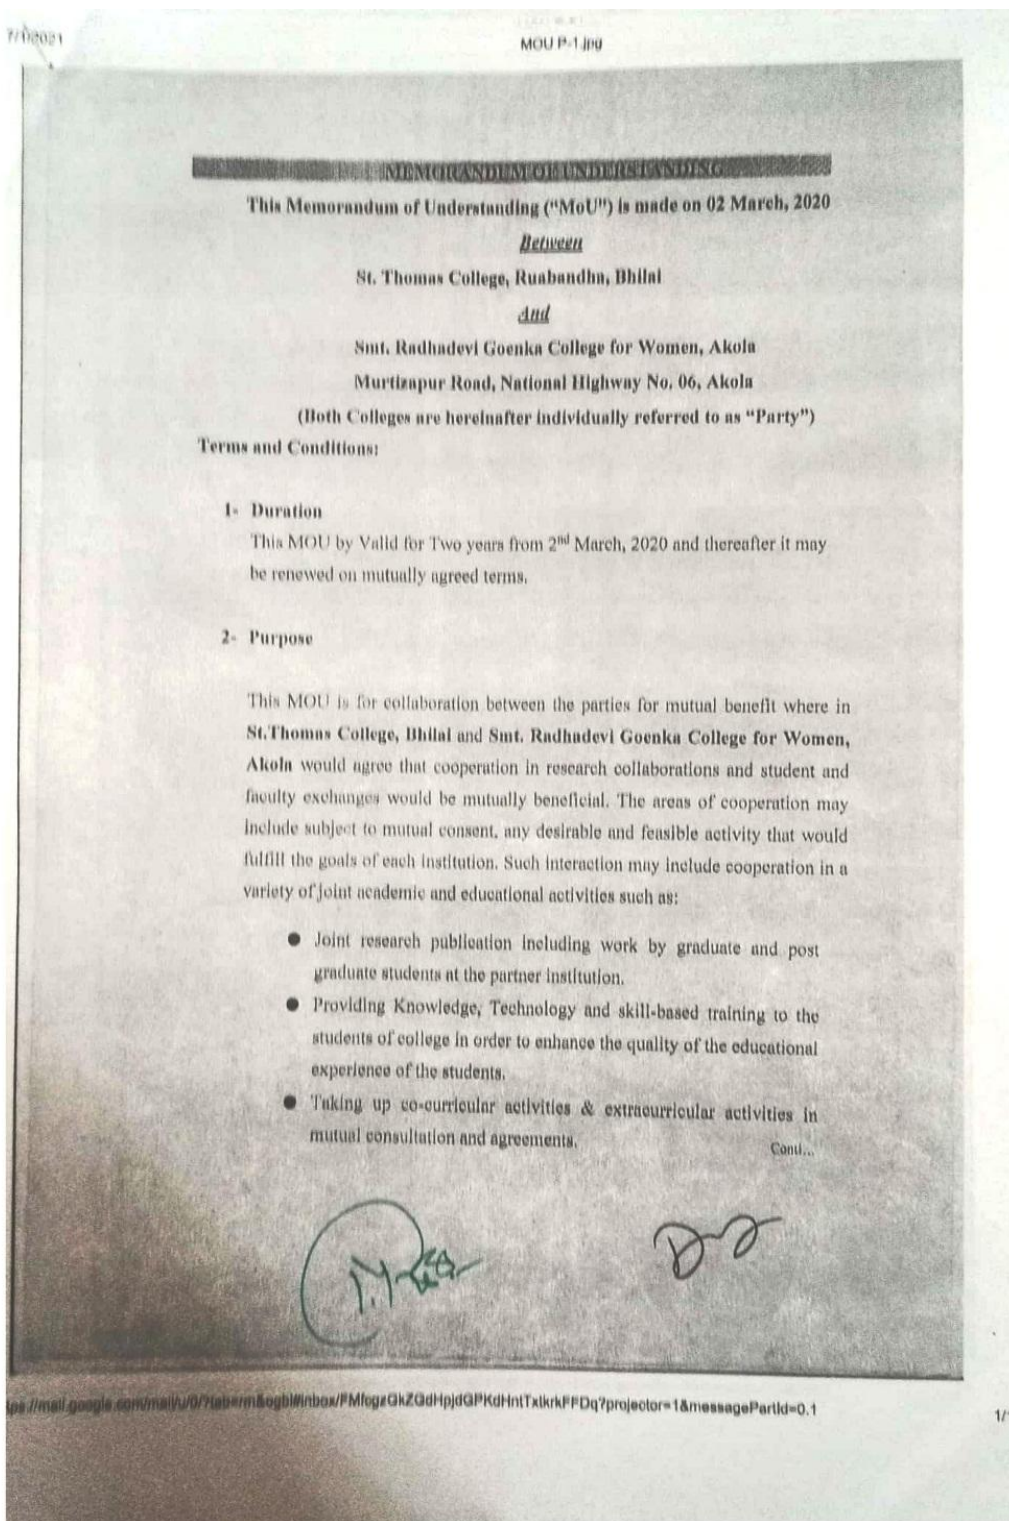 7/1/2021
MOU P-1.jpg
MEMORANDUM OF UNDERSTANDING
This Memorandum of Understanding (“MoU”) is made on 02 March, 2020
Between
St. Thomas College, Ruabandha, Bhilai
And
Smt. Radhadevi Goenka College for Women, Akola
Murtizapur Road, National Highway No. 06, Akola
(Both Colleges are hereinafter individually referred to as “Party”)
Terms and Conditions:
1- Duration
This MOU by Valid for Two years from 2nd March, 2020 and thereafter it may
be renewed on mutually agreed terms.
2- Purpose
This MOU is for collaboration between the parties for mutual benefit where in
St.Thomas College, Bhilai and Smt. Radhadevi Goenka College for Women,
Akola would agree that cooperation in research collaborations and student and
faculty exchanges would be mutually beneficial. The areas of cooperation may
include subject to mutual consent, any desirable and feasible activity that would
fulfill the goals of each institution. Such interaction may include cooperation in a
variety of joint academic and educational activities such as:
● Joint research publication including work by graduate and post
graduate students at the partner institution.
● Providing Knowledge, Technology and skill-based training to the
students of college in order to enhance the quality of the educational
experience of the students.
● Taking up co-curricular activities & extracurricular activities in
mutual consultation and agreements.
Conti...
1/